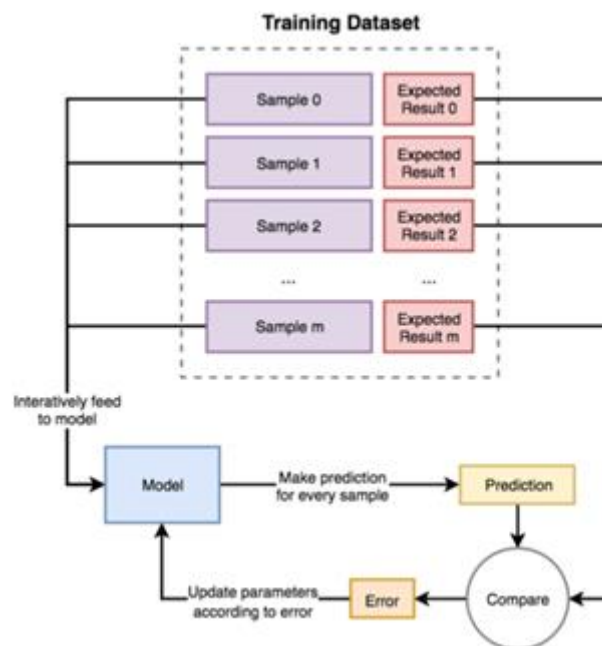 Training Dataset
Sample 0
Expected
Result 0
Sample 1
Expected
Result 1
Sample 2
Expected
Result 2
...
...
Sample m
Expected
Result m
Interatively feed
to model
Model
Make prediction
for every sample
Prediction
Update parameters
according to error
Error
Compare